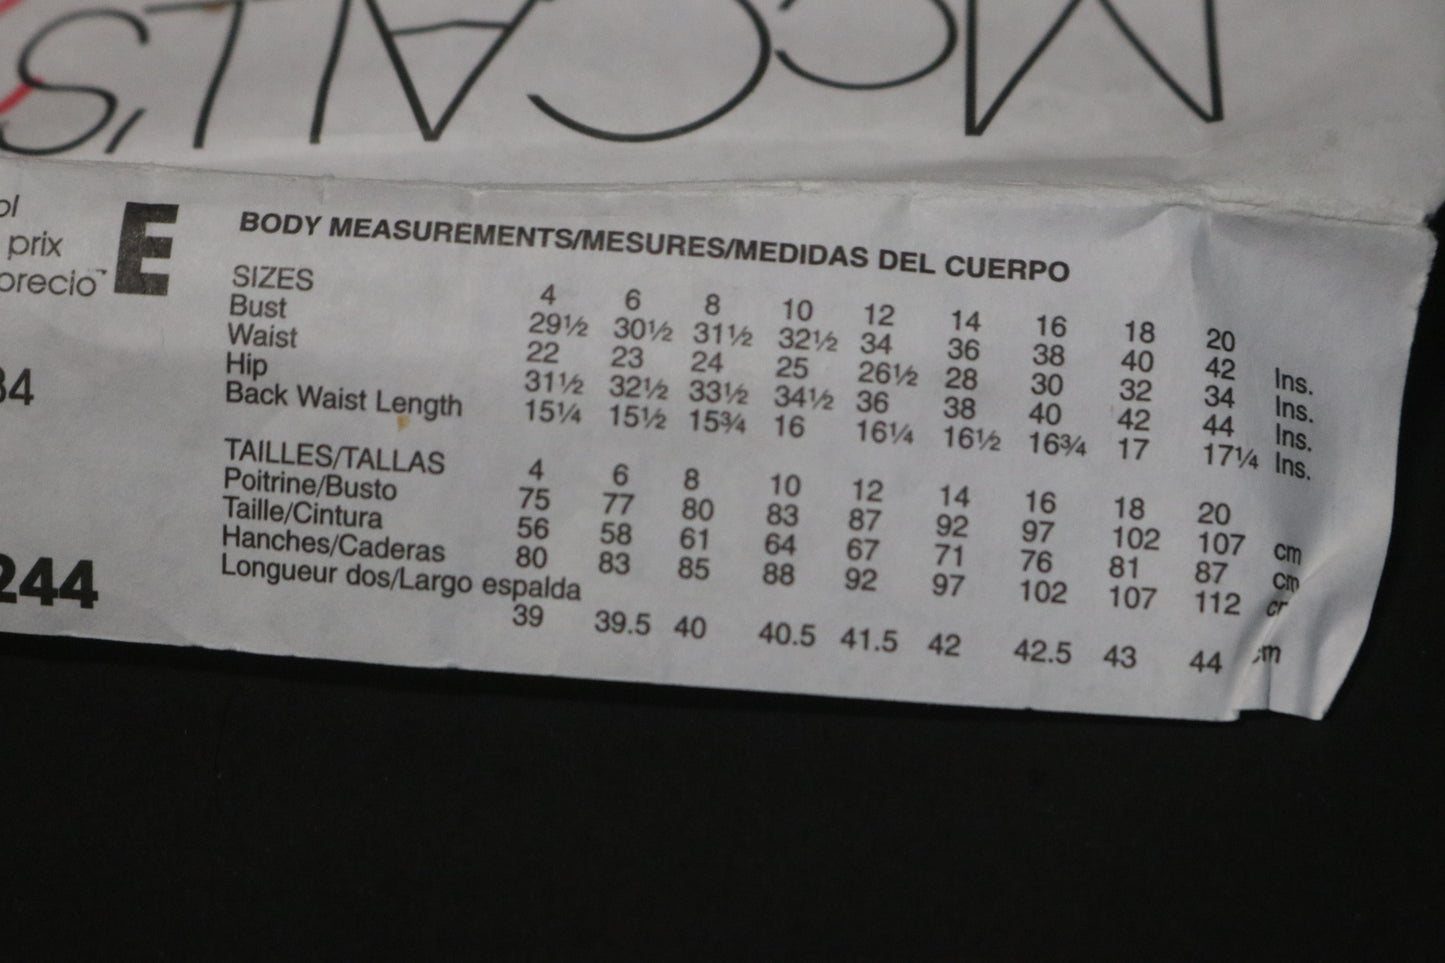 McCALL'S
ol
prix
precio™
E
34
244
BODY MEASUREMENTS/MESURES/MEDIDAS DEL CUERPO
SIZES 4 6 8 10 12 14 16 18 20
Bust 29½ 30½ 31½ 32½ 34 36 38 40 42 Ins.
Waist 22 23 24 25 26½ 28 30 32 34 Ins.
Hip 31½ 32½ 33½ 34½ 36 38 40 42 44 Ins.
Back Waist Length 15¼ 15½ 15¾ 16 16¼ 16½ 16¾ 17 17¼ Ins.
TAILLES/TALLAS 4 6 8 10 12 14 16 18 20
Poitrine/Busto 75 77 80 83 87 92 97 102 107 cm
Taille/Cintura 56 58 61 64 67 71 76 81 87 cm
Hanches/Caderas 80 83 85 88 92 97 102 107 112 cm
Longueur dos/Largo espalda
39 39.5 40 40.5 41.5 42 42.5 43 44 cm